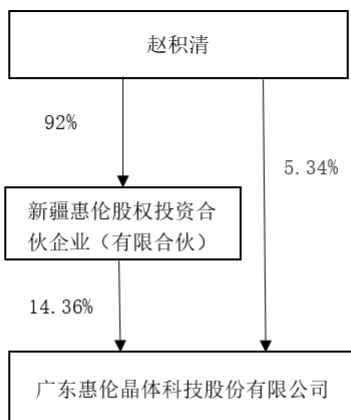 赵积清
92%
5.34%
新疆惠伦股权投资合
伙企业（有限合伙）
14.36%
广东惠伦晶体科技股份有限公司